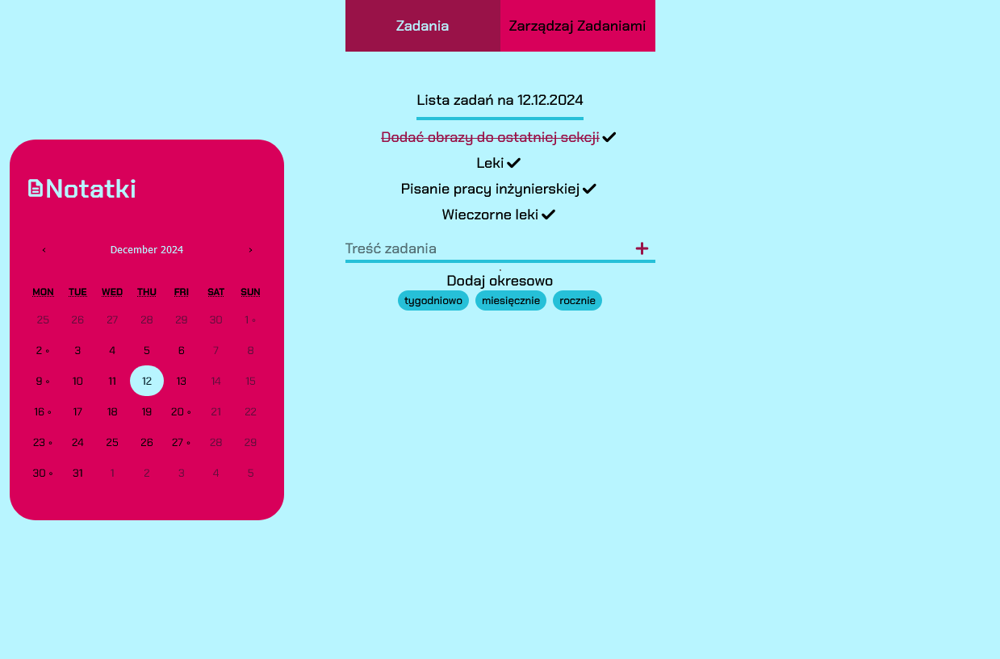 Zadania Zarządzaj Zadaniami
Lista zadań na 12.12.2024
Dodać obrazy do ostatniej sekcji
Leki
Pisanie pracy inżynierskiej
Wieczorne leki
Treść zadania
Dodaj okresowo
tygodniowo miesięcznie rocznie
Notatki
‹ December 2024 ›
MON TUE WED THU FRI SAT SUN
25 26 27 28 29 30 1
2 3 4 5 6 7 8
9 10 11 12 13 14 15
16 17 18 19 20 21 22
23 24 25 26 27 28 29
30 31 1 2 3 4 5